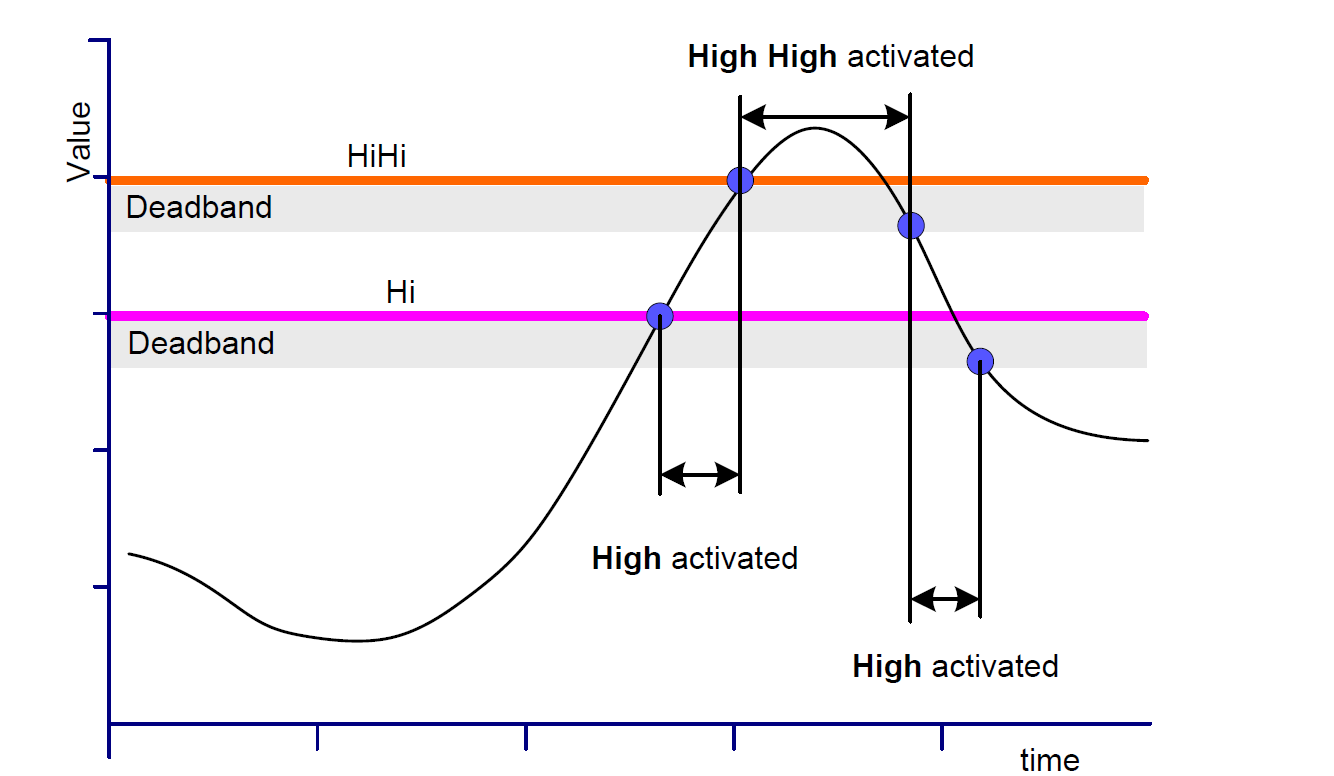 High High activated
Value
HiHi
Deadband
Hi
Deadband
High activated
High activated
time